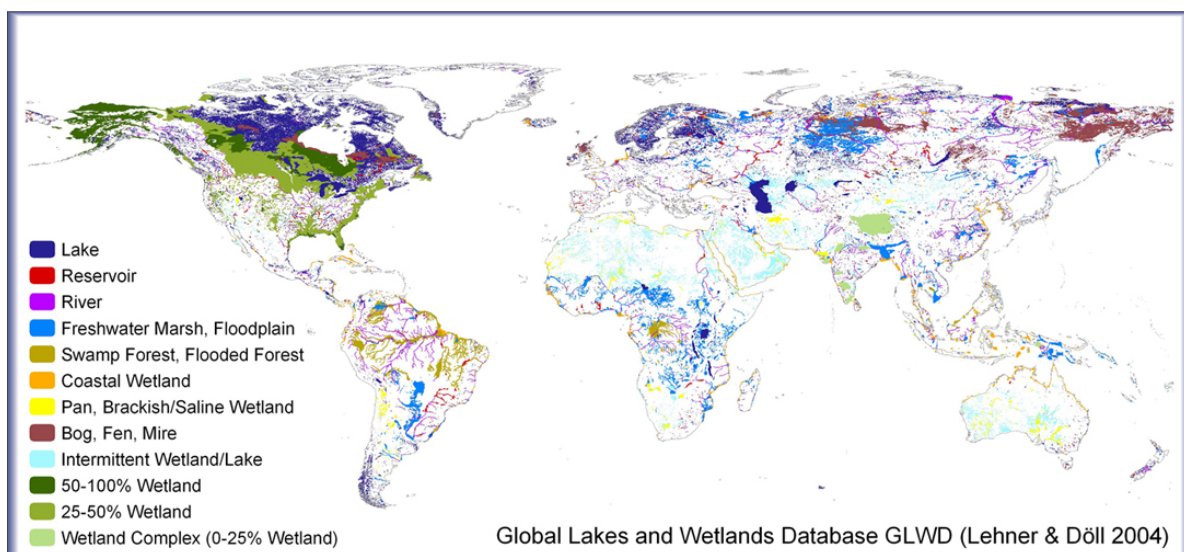 Lake
Reservoir
River
Freshwater Marsh, Floodplain
Swamp Forest, Flooded Forest
Coastal Wetland
Pan, Brackish/Saline Wetland
Bog, Fen, Mire
Intermittent Wetland/Lake
50-100% Wetland
25-50% Wetland
Wetland Complex (0-25% Wetland)
Global Lakes and Wetlands Database GLWD (Lehner & Döll 2004)